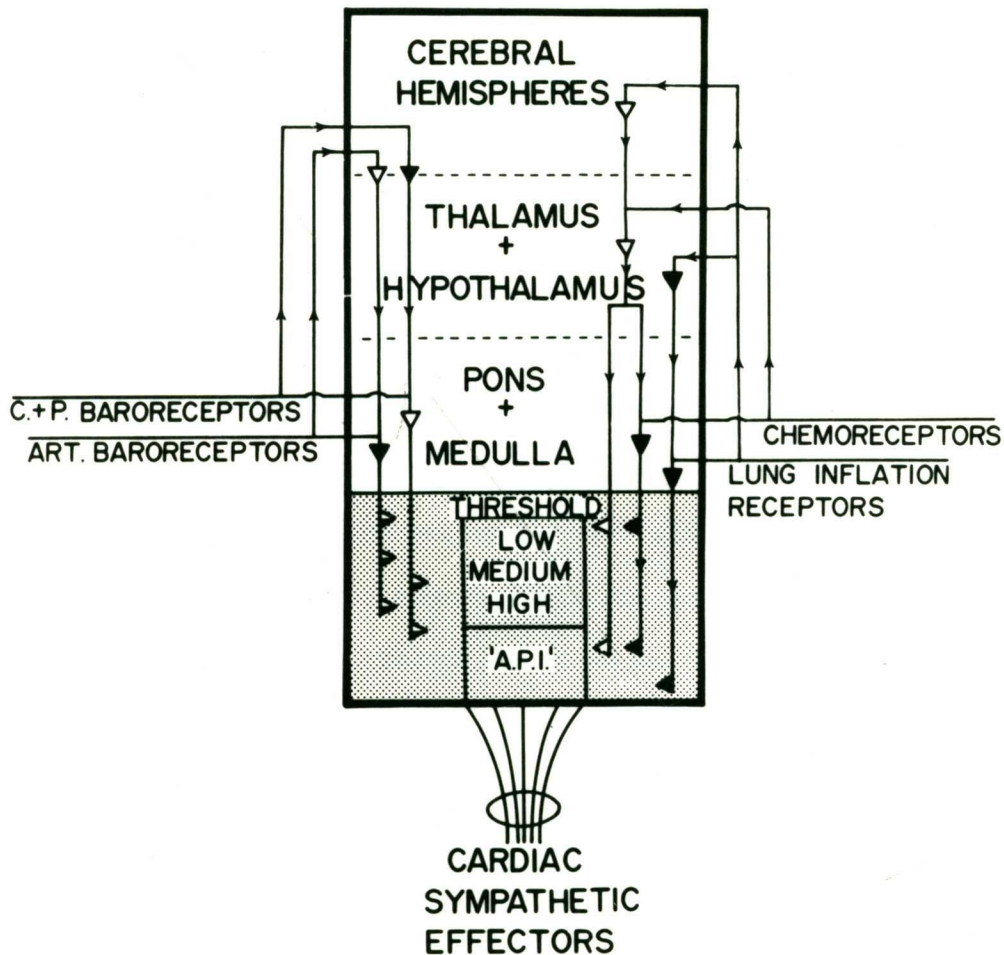 CEREBRAL
HEMISPHERES
THALAMUS
+
HYPOTHALAMUS
PONS
+
MEDULLA
C.+P. BARORECEPTORS
ART. BARORECEPTORS
CHEMORECEPTORS
LUNG INFLATION
RECEPTORS
THRESHOLD
LOW
MEDIUM
HIGH
'A.P.I.'
CARDIAC
SYMPATHETIC
EFFECTORS